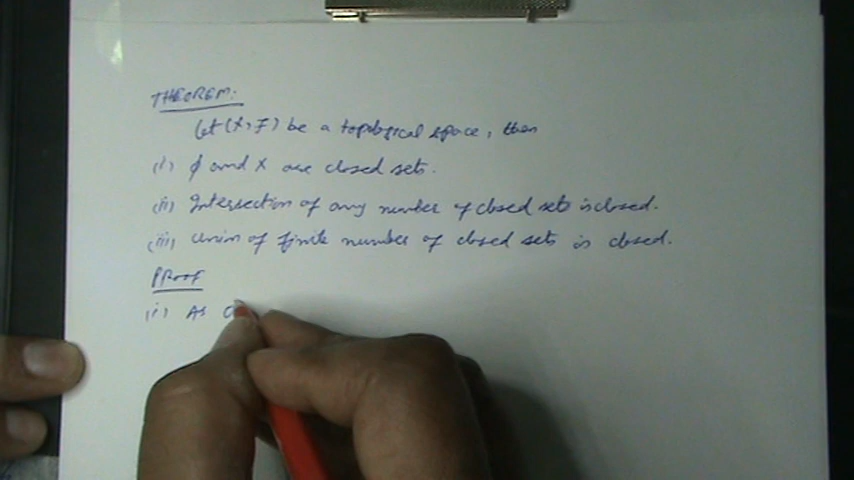 THEOREM:
Let (X, F) be a topological space, then
(i) ϕ and X are closed sets.
(ii) Intersection of any number of closed sets is closed.
(iii) Union of finite number of closed sets is closed.
PROOF
(i) As